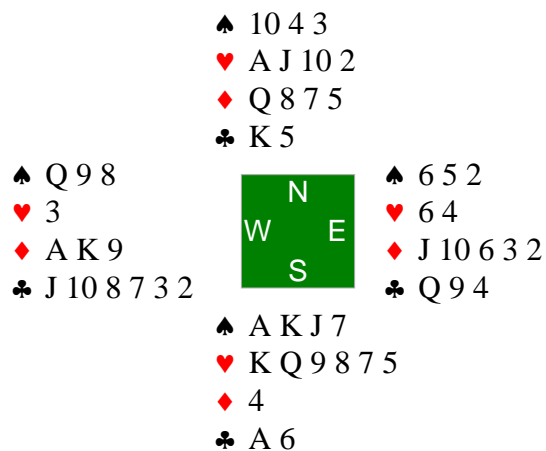 ♠ 10 4 3
♥ A J 10 2
♦ Q 8 7 5
♣ K 5
♠ Q 9 8
♥ 3
♦ A K 9
♣ J 10 8 7 3 2
N
W E
S
♠ 6 5 2
♥ 6 4
♦ J 10 6 3 2
♣ Q 9 4
♠ A K J 7
♥ K Q 9 8 7 5
♦ 4
♣ A 6